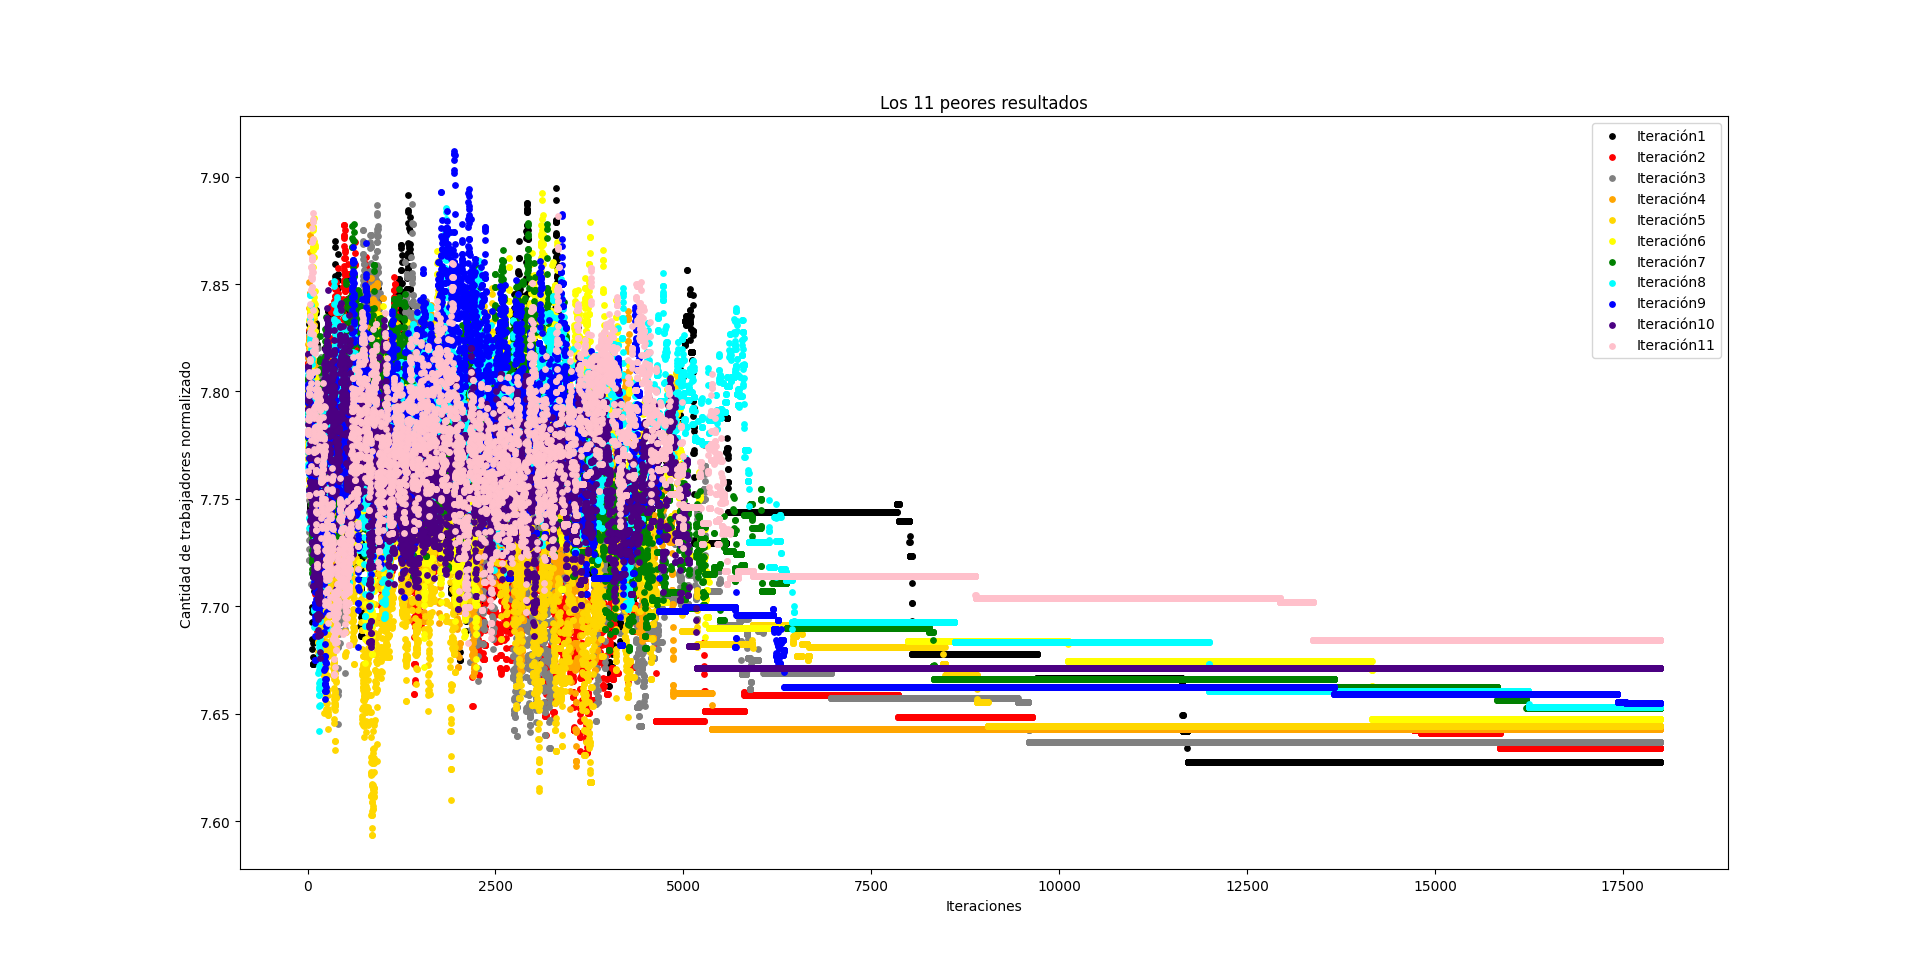 Los 11 peores resultados
Cantidad de trabajadores normalizado
7.90
7.85
7.80
7.75
7.70
7.65
7.60
0
2500
5000
7500
10000
12500
15000
17500
Iteraciones
Iteración1
Iteración2
Iteración3
Iteración4
Iteración5
Iteración6
Iteración7
Iteración8
Iteración9
Iteración10
Iteración11